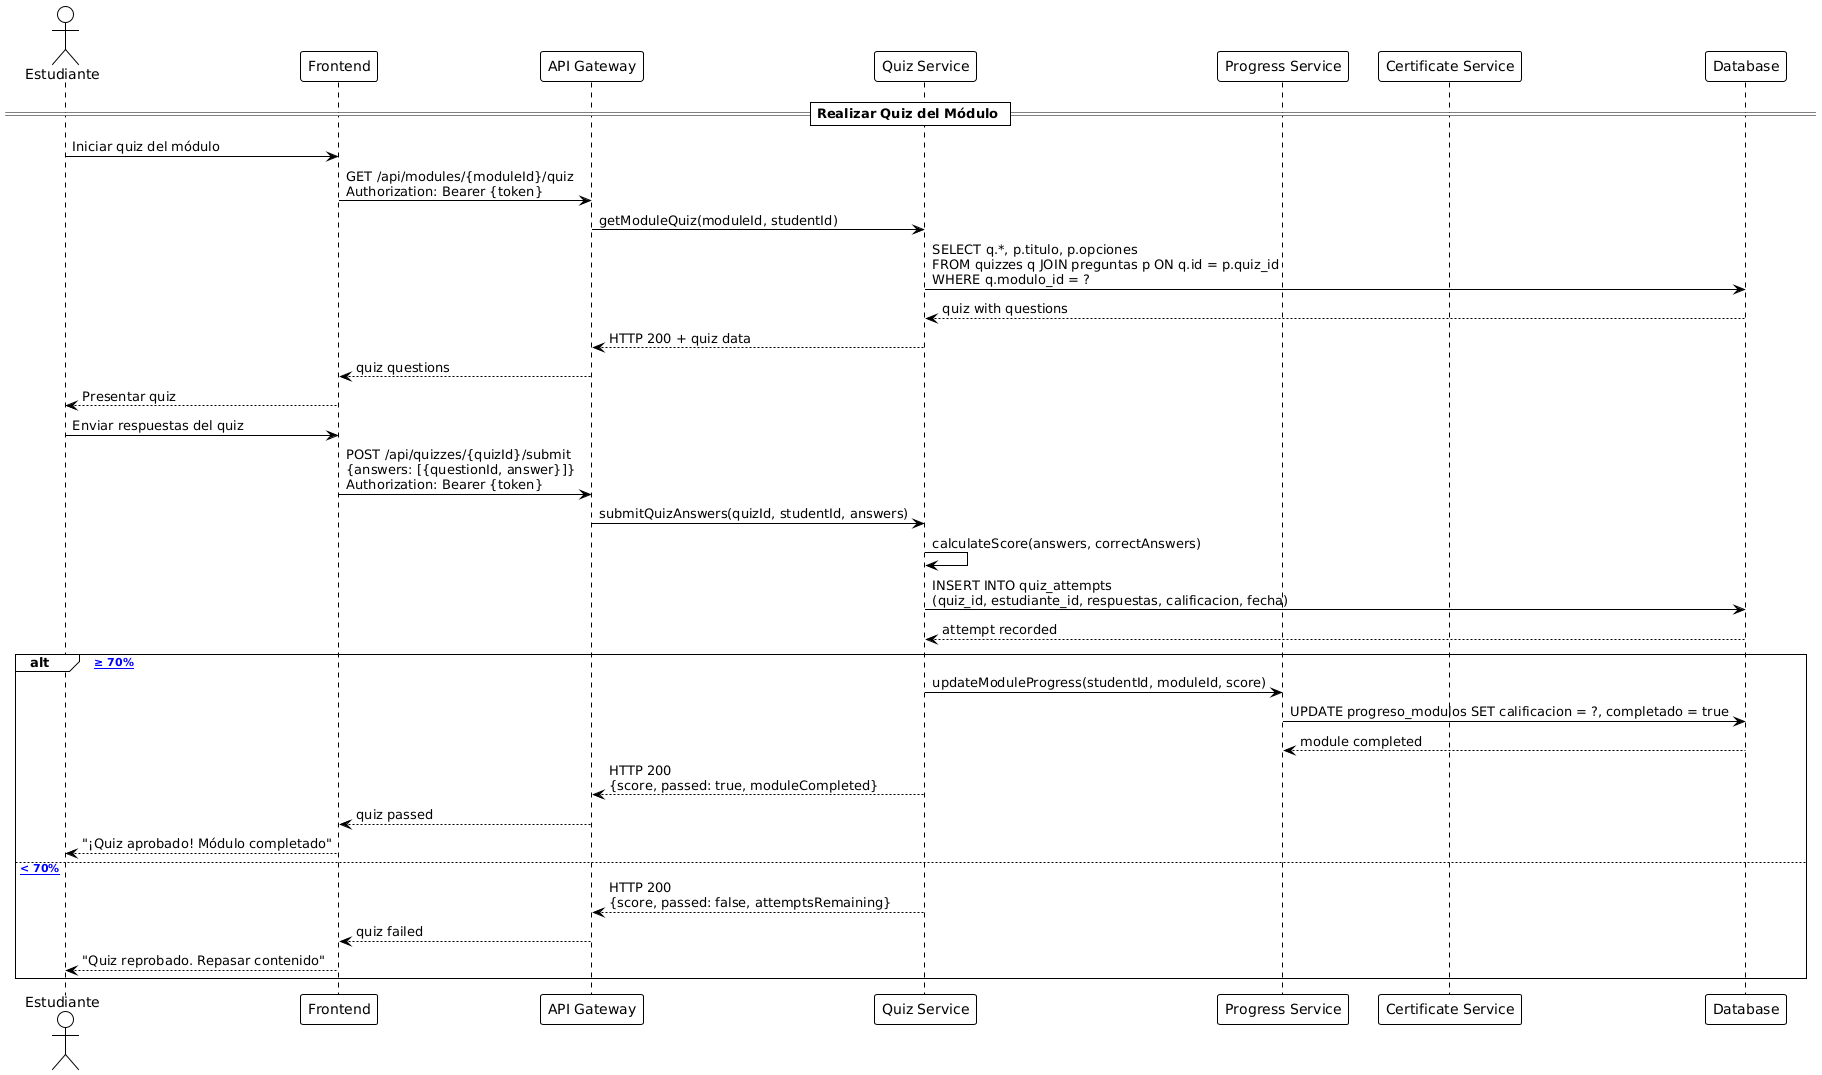 Estudiante
Frontend
API Gateway
Quiz Service
Progress Service
Certificate Service
Database
Realizar Quiz del Módulo
Iniciar quiz del módulo
GET /api/modules/{moduleId}/quiz
Authorization: Bearer {token}
getModuleQuiz(moduleId, studentId)
SELECT q.*, p.titulo, p.opciones
FROM quizzes q JOIN preguntas p ON q.id = p.quiz_id
WHERE q.modulo_id = ?
quiz with questions
HTTP 200 + quiz data
quiz questions
Presentar quiz
Enviar respuestas del quiz
POST /api/quizzes/{quizId}/submit
{answers: [{questionId, answer}]}
Authorization: Bearer {token}
submitQuizAnswers(quizId, studentId, answers)
calculateScore(answers, correctAnswers)
INSERT INTO quiz_attempts
(quiz_id, estudiante_id, respuestas, calificacion, fecha)
attempt recorded
alt
≥ 70%
updateModuleProgress(studentId, moduleId, score)
UPDATE progreso_modulos SET calificacion = ?, completado = true
module completed
HTTP 200
{score, passed: true, moduleCompleted}
quiz passed
"¡Quiz aprobado! Módulo completado"
< 70%
HTTP 200
{score, passed: false, attemptsRemaining}
quiz failed
"Quiz reprobado. Repasar contenido"
Estudiante
Frontend
API Gateway
Quiz Service
Progress Service
Certificate Service
Database